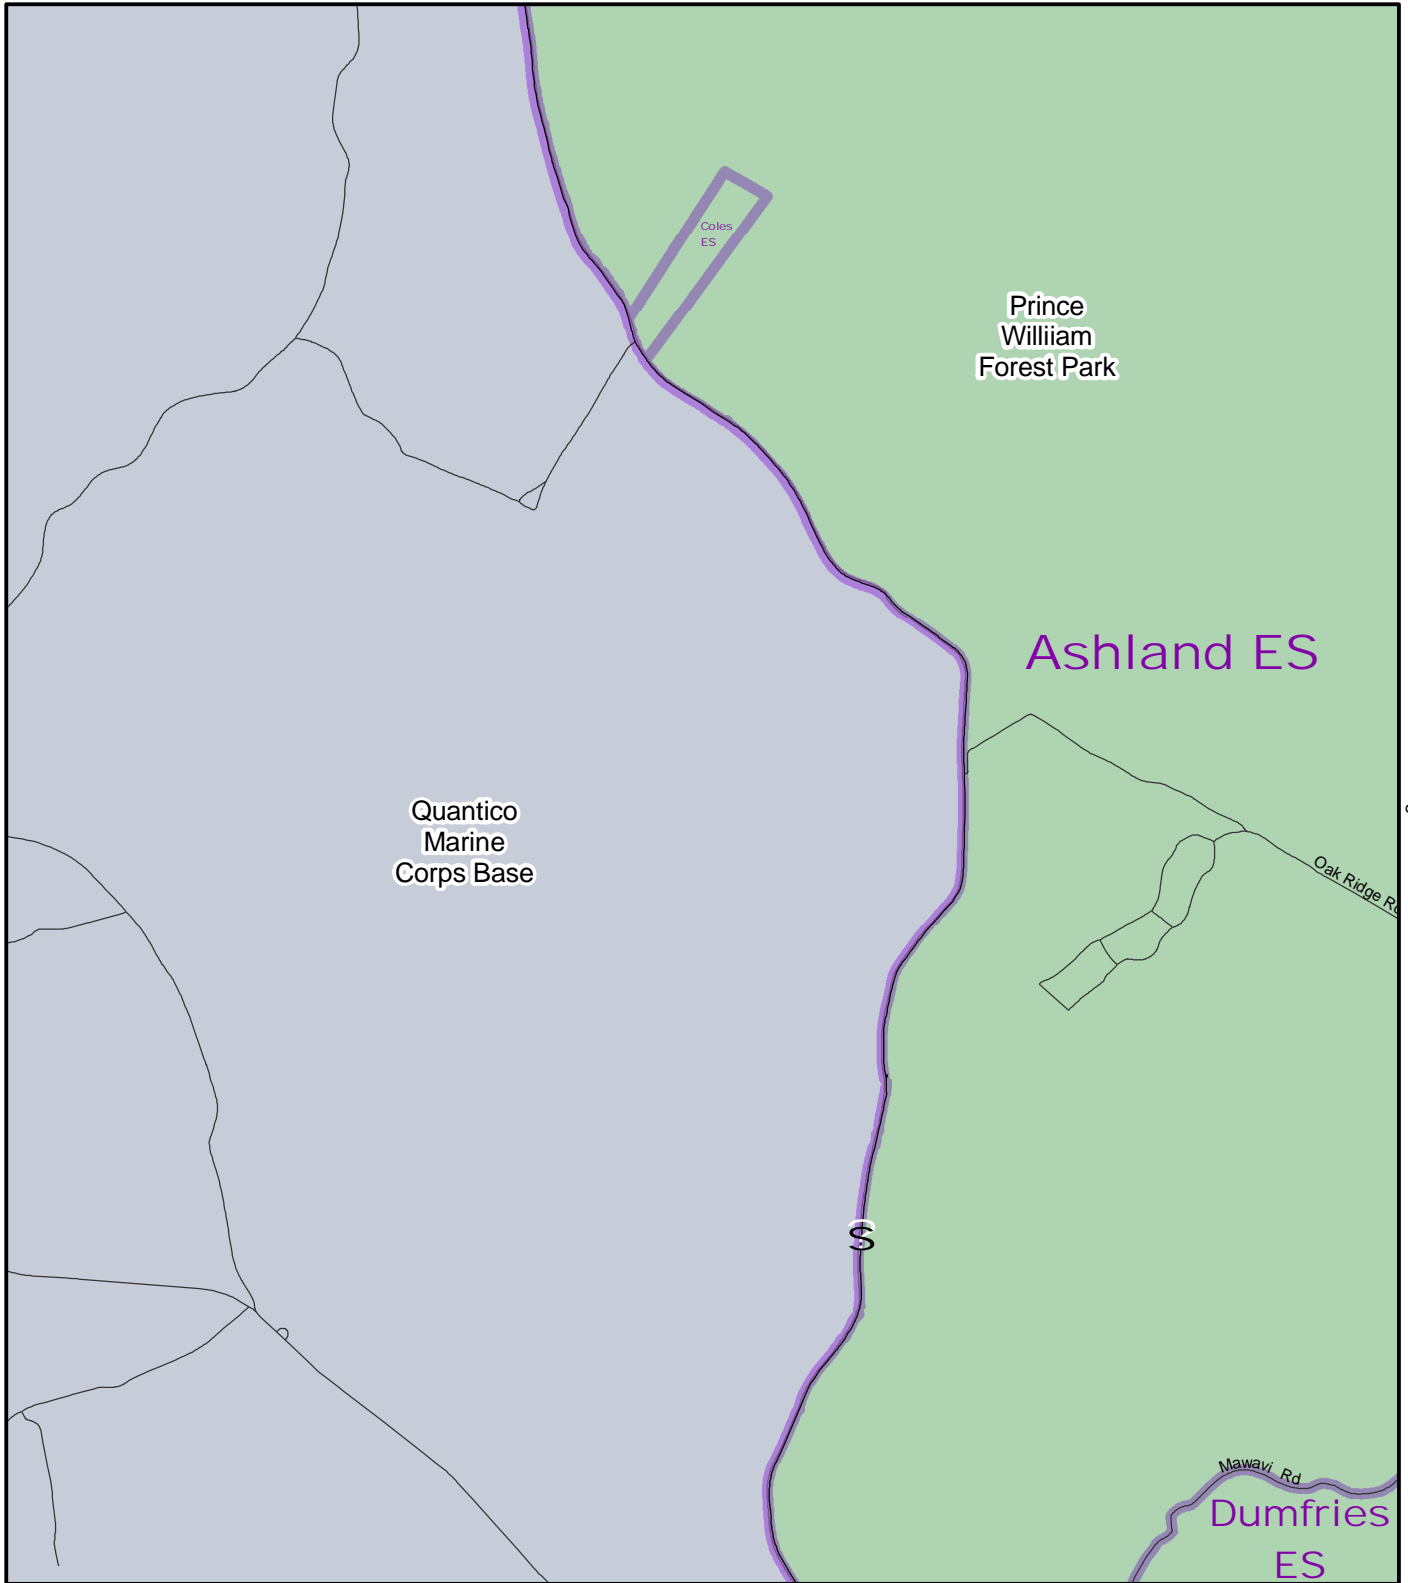 Coles
ES
Prince
Williiam
Forest Park
Ashland ES
Quantico
Marine
Corps Base
Oak Ridge Rd
S
Mawavi Rd
Dumfries
ES